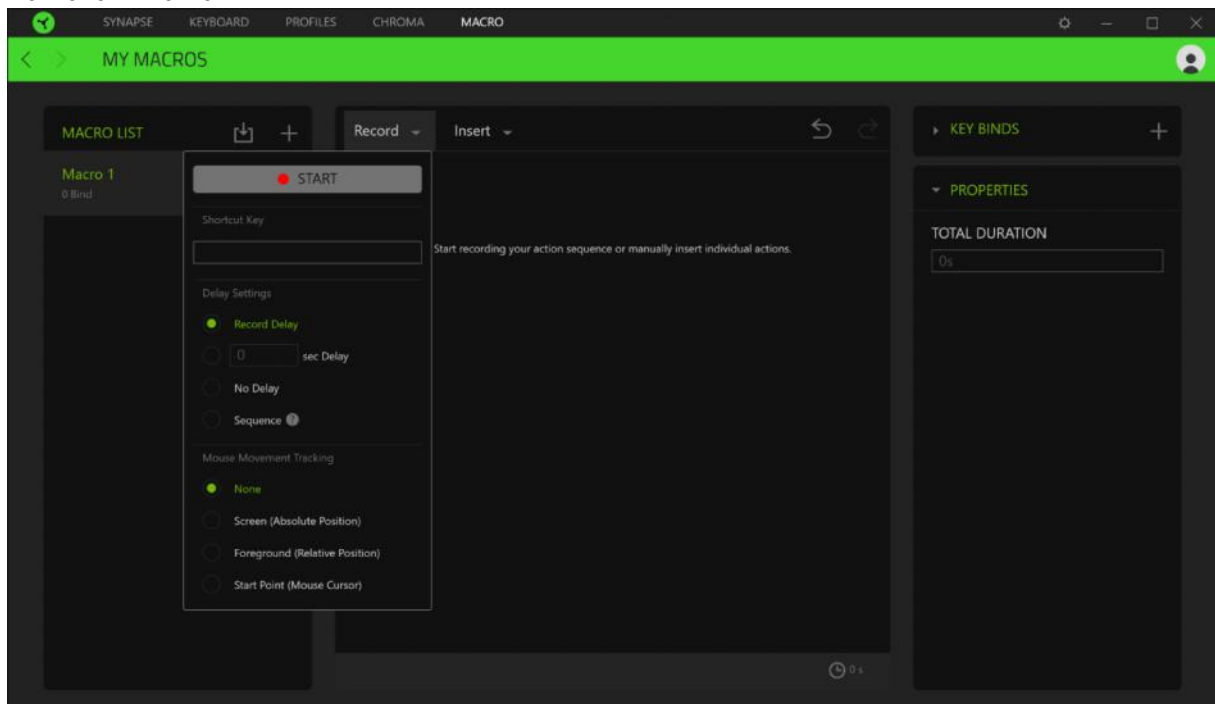 SYNAPSE KEYBOARD PROFILES CHROMA MACRO
MY MACROS
MACRO LIST
Macro 1
0 Bind
Record Insert
START
Shortcut Key
Delay Settings
Record Delay
0 sec Delay
No Delay
Sequence ?
Mouse Movement Tracking
None
Screen (Absolute Position)
Foreground (Relative Position)
Start Point (Mouse Cursor)
Start recording your action sequence or manually insert individual actions.
0 s
KEY BINDS
PROPERTIES
TOTAL DURATION
0s